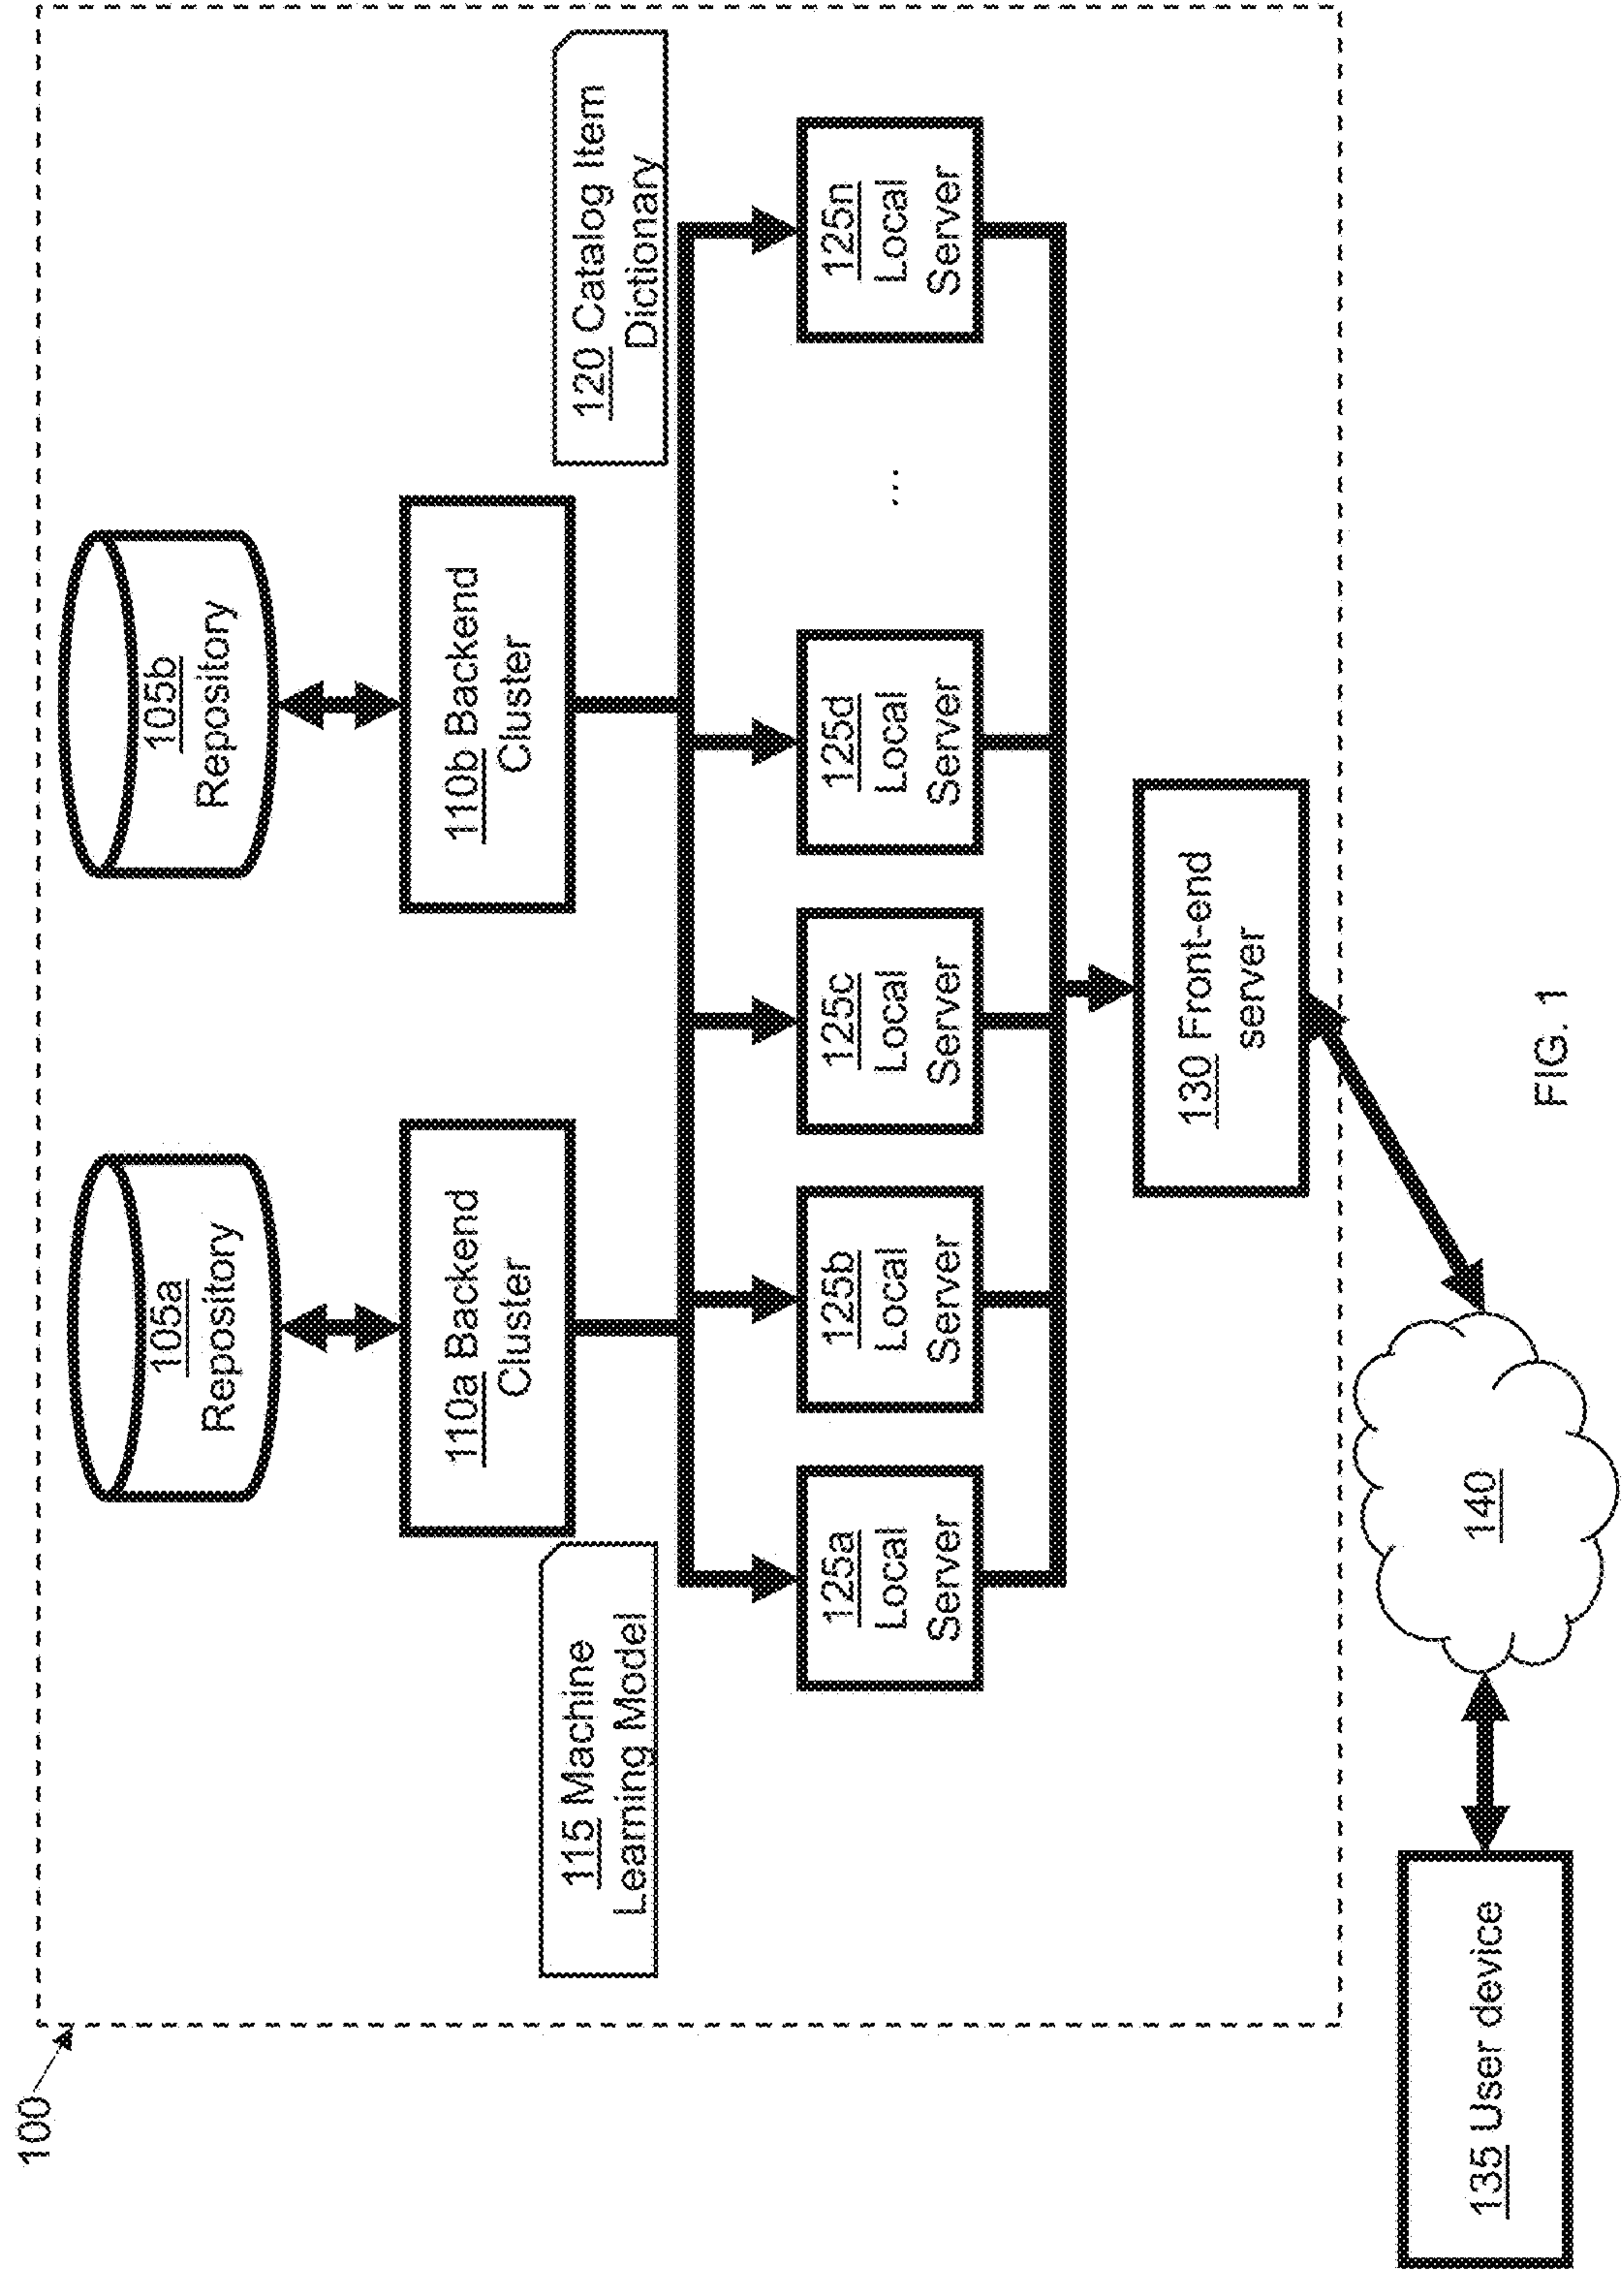 100
105a
Repository
105b
Repository
110a Backend
Cluster
110b Backend
Cluster
115 Machine
Learning Model
120 Catalog Item
Dictionary
125a
Local
Server
125b
Local
Server
125c
Local
Server
125d
Local
Server
...
125n
Local
Server
130 Front-end
server
135 User device
140
FIG. 1